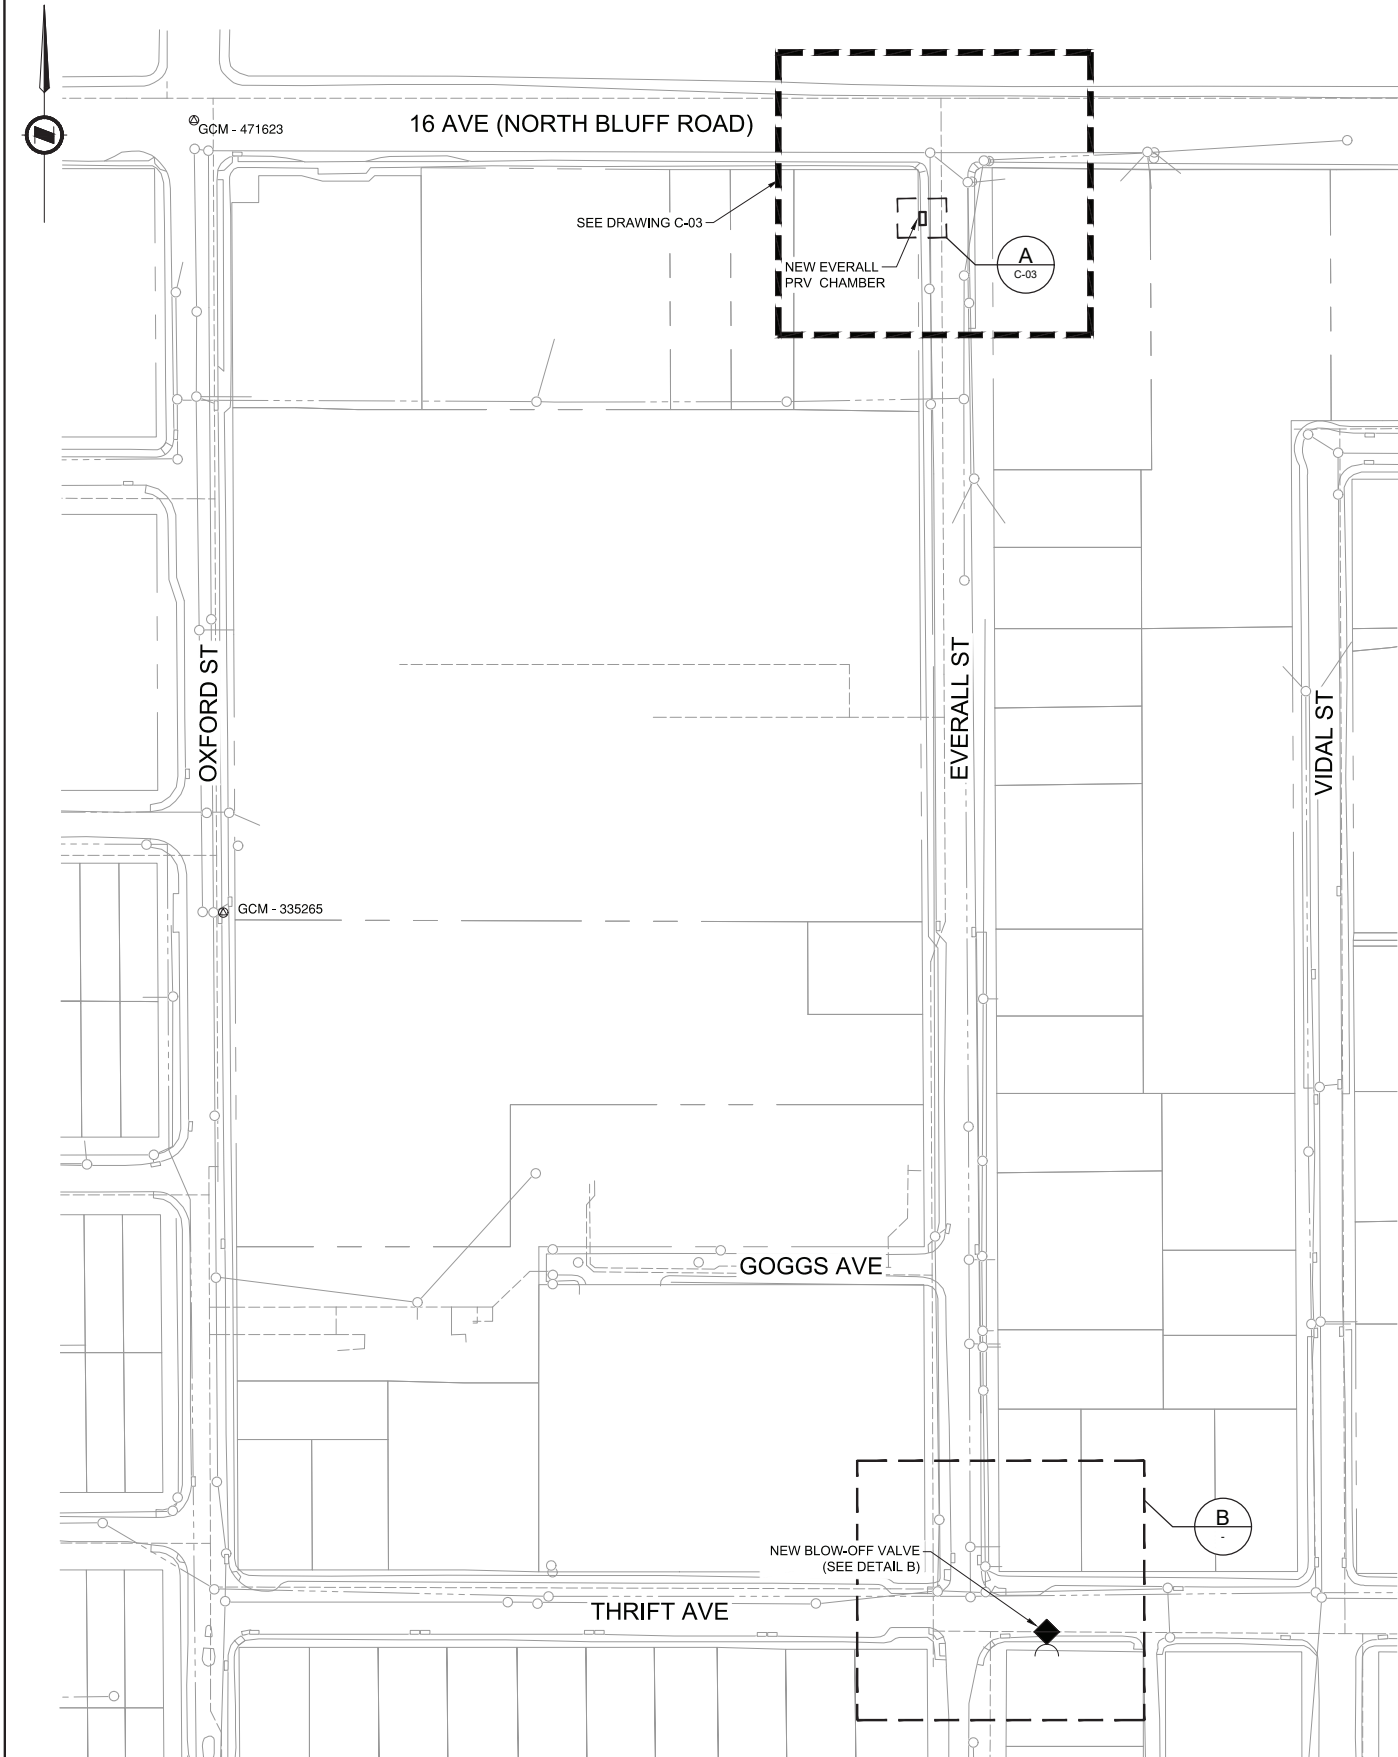 GCM - 471623
16 AVE (NORTH BLUFF ROAD)
SEE DRAWING C-03
NEW EVERALL
PRV CHAMBER
A
C-03
OXFORD ST
EVERALL ST
VIDAL ST
GCM - 335265
GOGGS AVE
B
-
NEW BLOW-OFF VALVE
(SEE DETAIL B)
THRIFT AVE